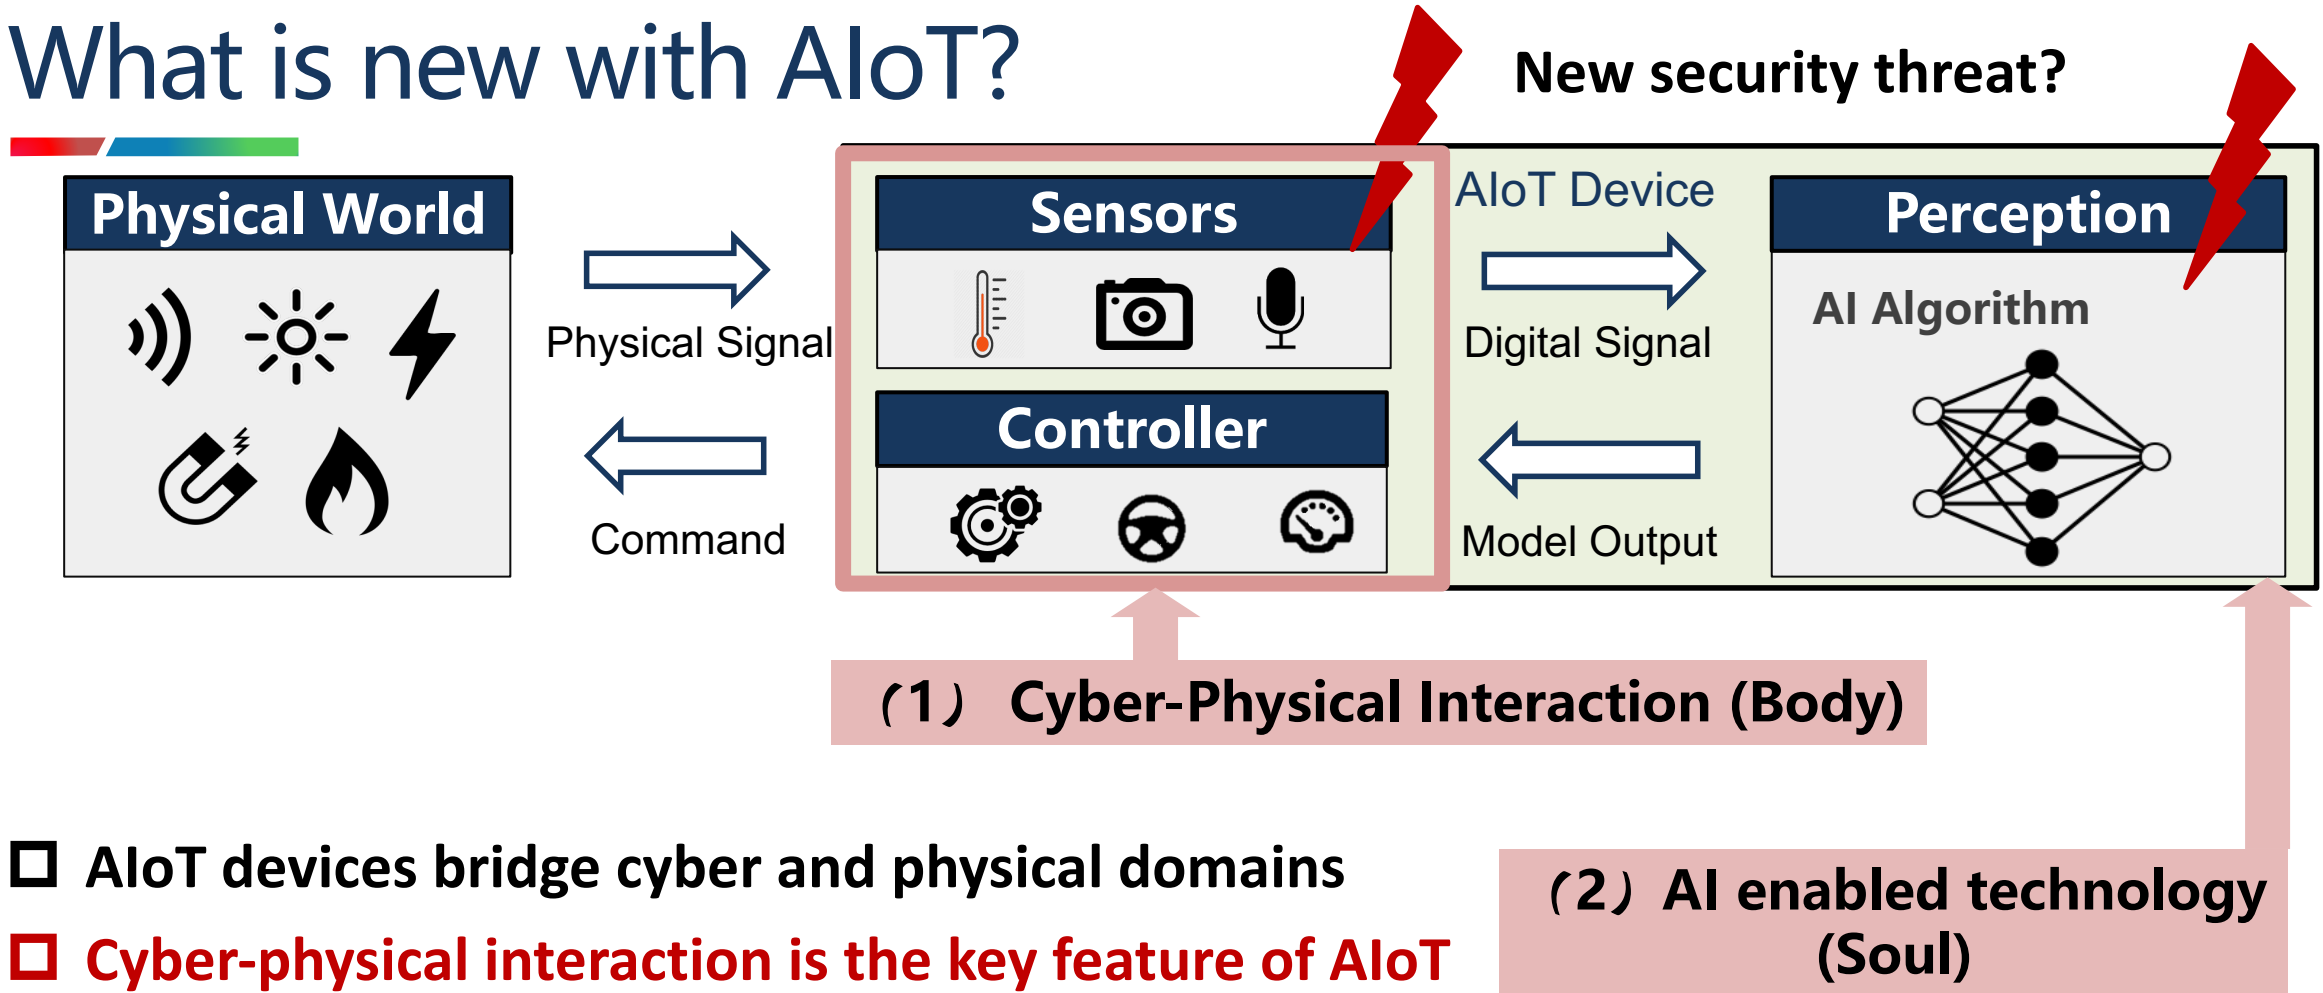 What is new with AIoT?
New security threat?
Physical World
Physical Signal
Command
Sensors
Controller
AIoT Device
Digital Signal
Model Output
Perception
AI Algorithm
（1） Cyber-Physical Interaction (Body)
AIoT devices bridge cyber and physical domains
Cyber-physical interaction is the key feature of AIoT
（2）AI enabled technology
(Soul)